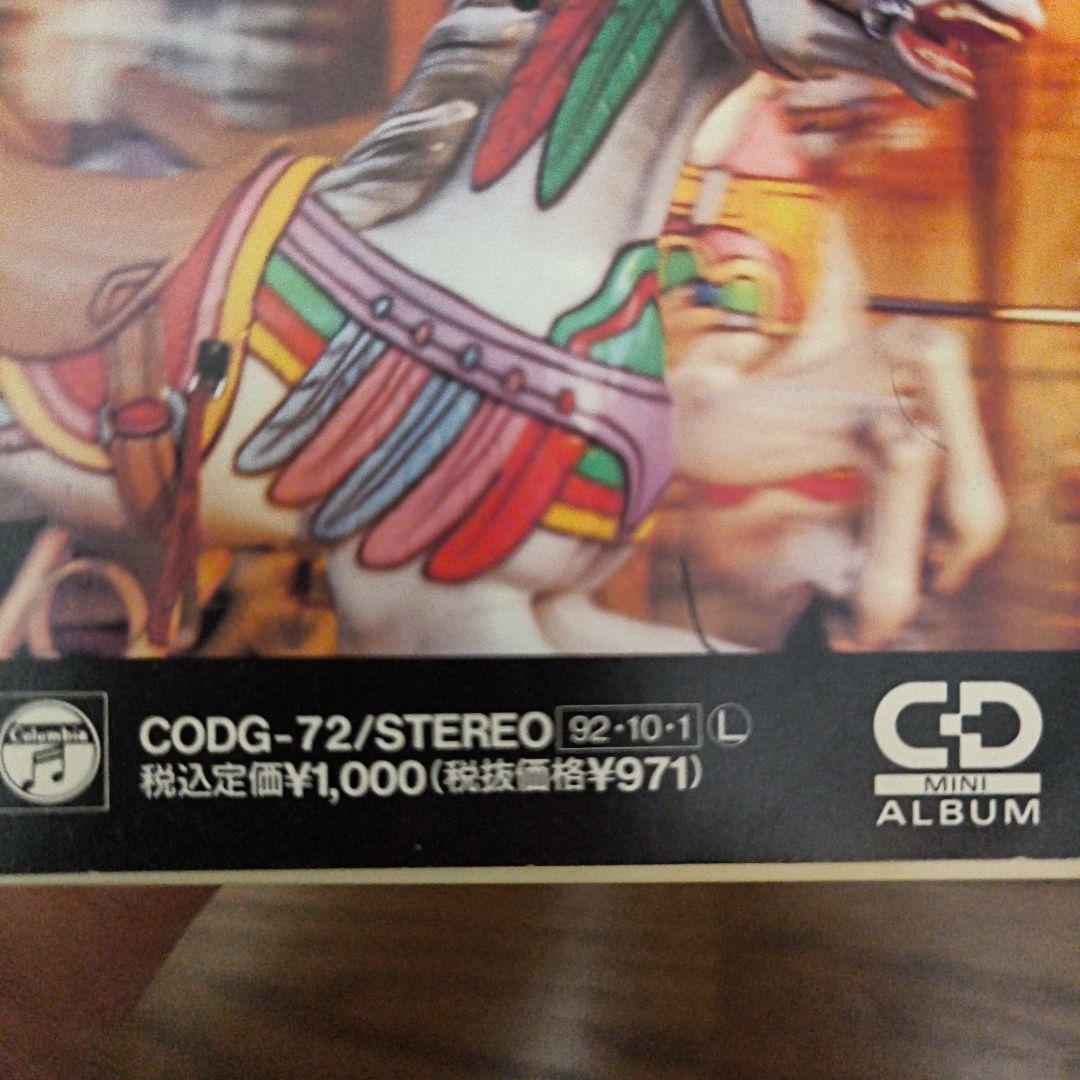 Columbia
CODG-72/STEREO 92・10・1 Ⓛ
税込定価¥1,000(税抜価格¥971)
CD
MINI
ALBUM